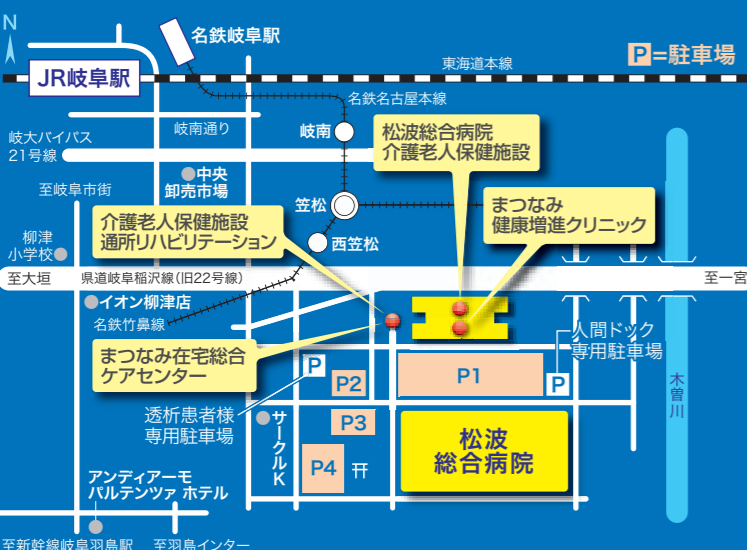 N
名鉄岐阜駅
東海道本線
P=駐車場
JR岐阜駅
名鉄名古屋本線
岐南通り
岐南
松波総合病院
介護老人保健施設
岐大バイパス
21号線
中央
卸売市場
至岐阜市街
笠松
まつなみ
健康増進クリニック
介護老人保健施設
通所リハビリテーション
西笠松
柳津
小学校
至大垣
県道岐阜稲沢線(旧22号線)
至一宮
イオン柳津店
名鉄竹鼻線
人間ドック
専用駐車場
まつなみ在宅総合
ケアセンター
P
P2
P1
P
木曽川
透析患者様
専用駐車場
サークルK
P3
松波
総合病院
P4
アンディアーモ
パルテンツァ ホテル
至新幹線岐阜羽島駅
至羽島インター